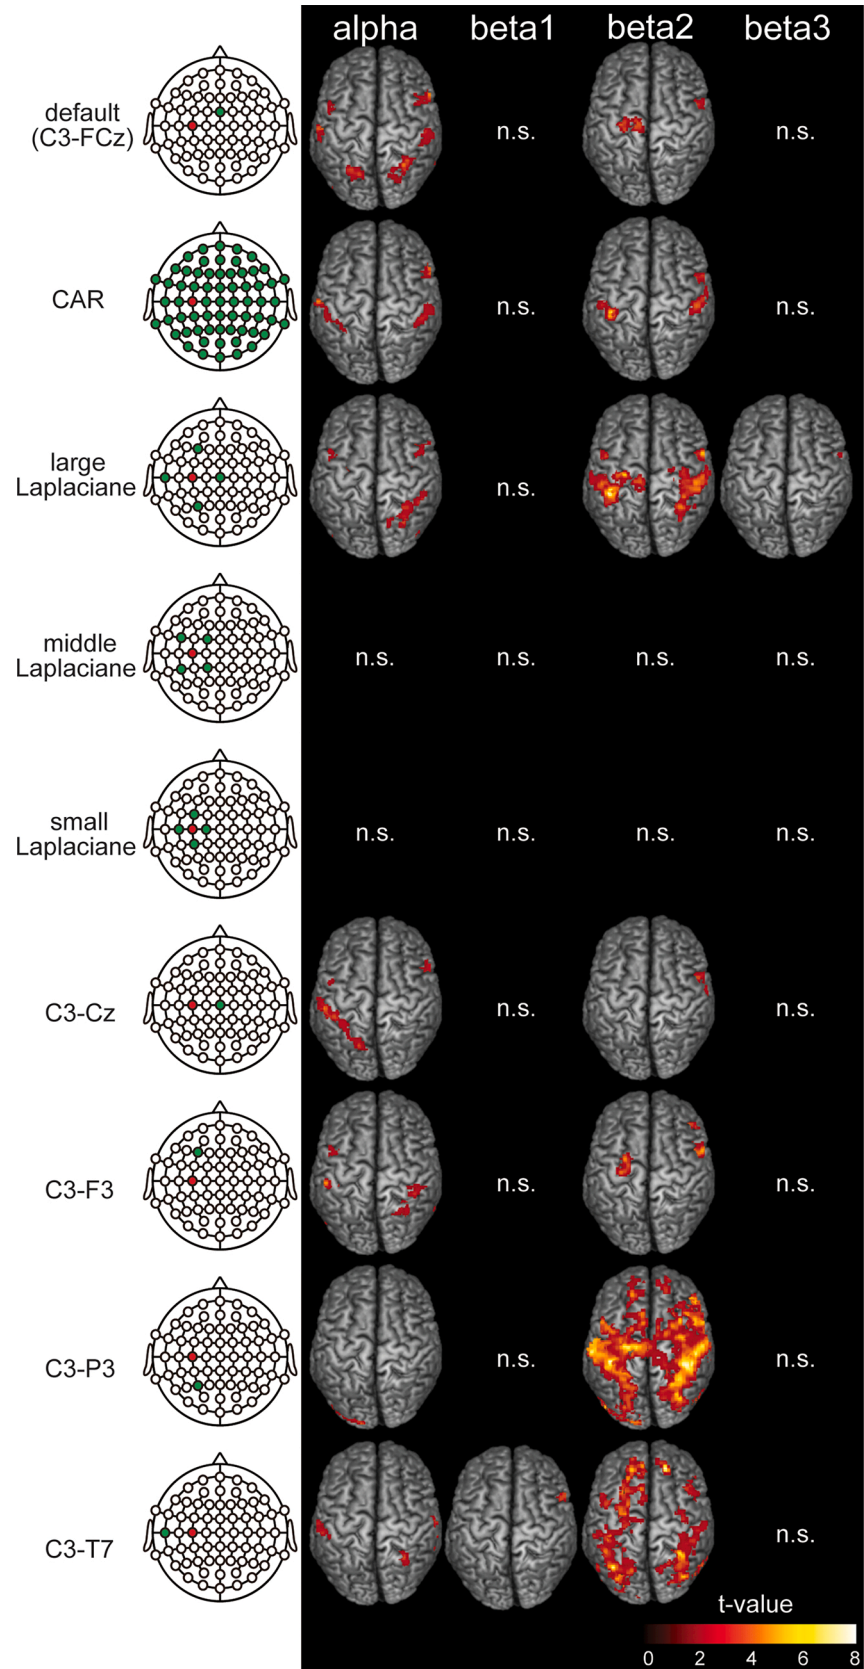 alpha beta1 beta2 beta3
default
(C3-FCz)
n.s. n.s.
CAR
n.s. n.s.
large
Laplaciane
n.s.
middle
Laplaciane
n.s. n.s. n.s. n.s.
small
Laplaciane
n.s. n.s. n.s. n.s.
C3-Cz
n.s. n.s.
C3-F3
n.s. n.s.
C3-P3
n.s. n.s.
C3-T7
n.s.
t-value
0 2 4 6 8